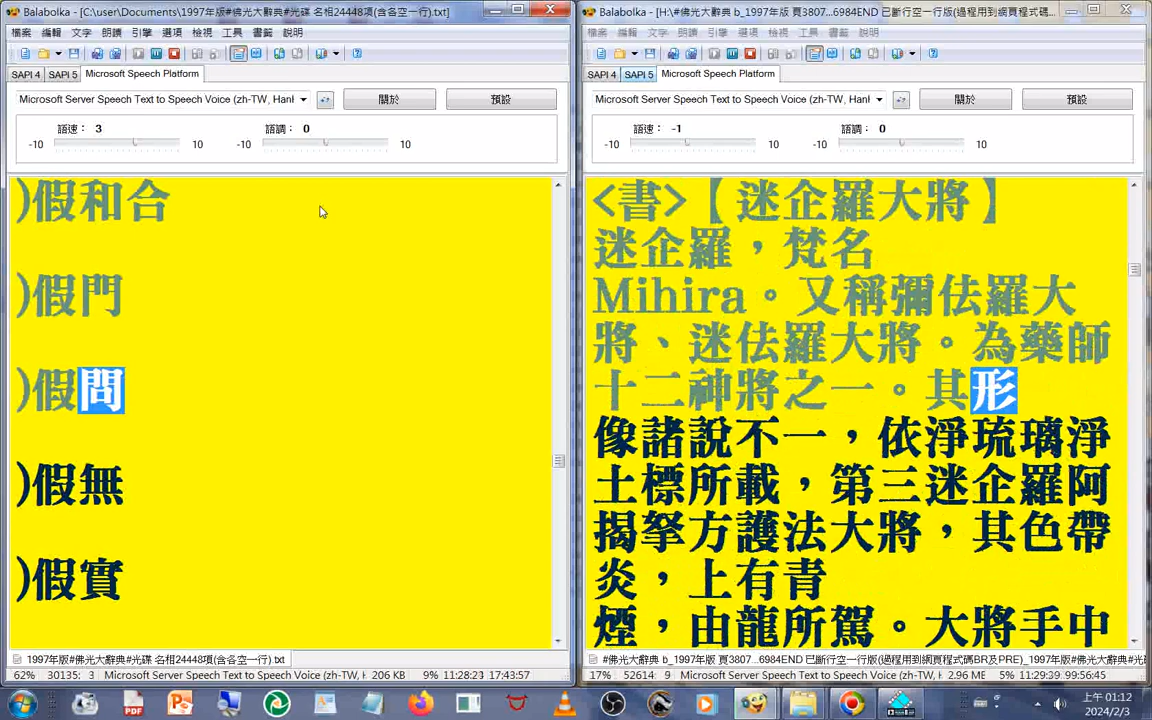 Balabolka - [C:\user\Documents\1997年版#佛光大辭典#光碟 名相24448項(含各空一行).txt]
檔案 編輯 文字 朗讀 引擎 選項 檢視 工具 書籤 說明
SAPI 4 SAPI 5 Microsoft Speech Platform
Microsoft Server Speech Text to Speech Voice (zh-TW, Hanl
關於 預設
語速: 3 語調: 0
-10 10 -10 10
)假和合
)假門
)假問
)假無
)假實
1997年版#佛光大辭典#光碟 名相24448項(含各空一行).txt
62% 30135: 3 Microsoft Server Speech Text to Speech Voice (zh-TW, H 206 KB 9% 11:28:23 17:43:57
Balabolka - [H:\#佛光大辭典 b_1997年版 頁3807...6984END 已斷行空一行版(過程用到網頁程式碼...
檔案 編輯 文字 朗讀 引擎 選項 檢視 工具 書籤 說明
SAPI 4 SAPI 5 Microsoft Speech Platform
Microsoft Server Speech Text to Speech Voice (zh-TW, Hanl
關於 預設
語速: -1 語調: 0
-10 10 -10 10
<書>【迷企羅大將】
迷企羅，梵名
Mihira。又稱彌佉羅大
將、迷佉羅大將。為藥師
十二神將之一。其形
像諸說不一，依淨琉璃淨
土標所載，第三迷企羅阿
揭拏方護法大將，其色帶
炎，上有青
煙，由龍所駕。大將手中
#佛光大辭典 b_1997年版 頁3807...6984END 已斷行空一行版(過程用到網頁程式碼BR及PRE)_1997年版#佛光大辭典#光
17% 52614: 9 Microsoft Server Speech Text to Speech Voice (zh-TW, H 2.96 MB 11:29:39 99:56:45
上午 01:12
2024/2/3